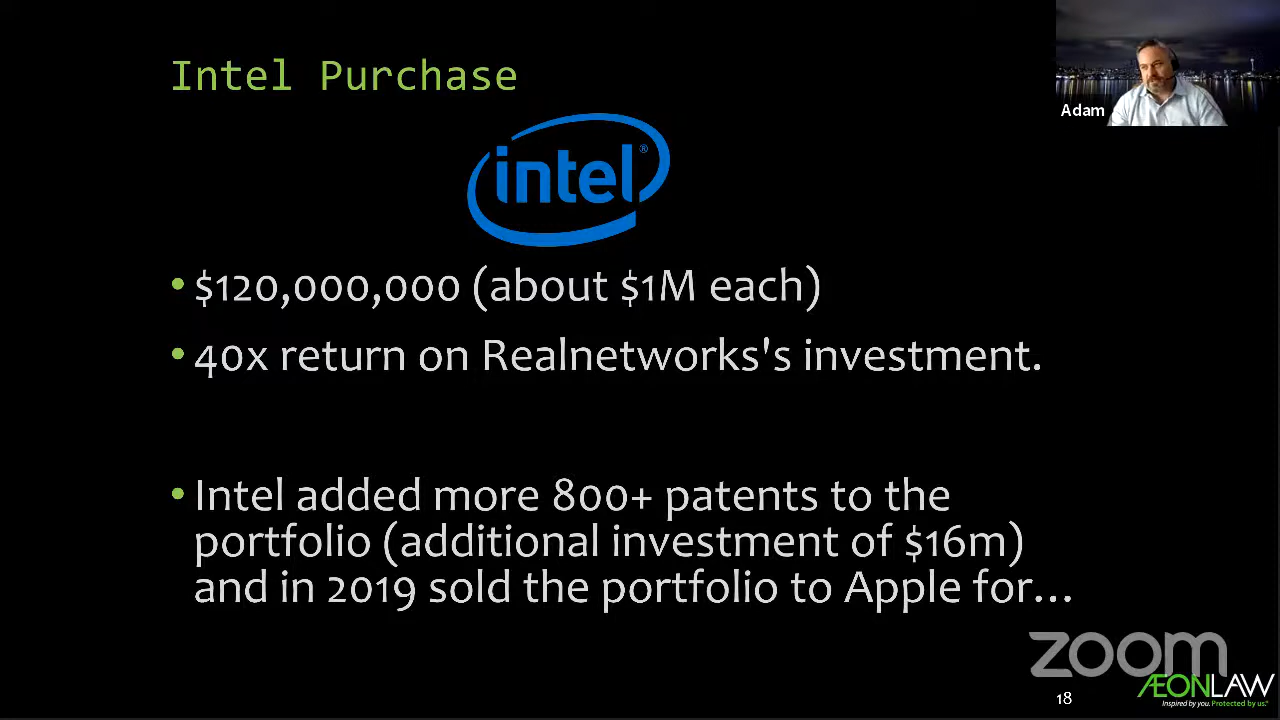 Intel Purchase
Adam
intel®
• $120,000,000 (about $1M each)
• 40x return on Realnetworks's investment.
• Intel added more 800+ patents to the
portfolio (additional investment of $16m)
and in 2019 sold the portfolio to Apple for…
zoom
18
ÆONLAW
Inspired by you. Protected by us.®